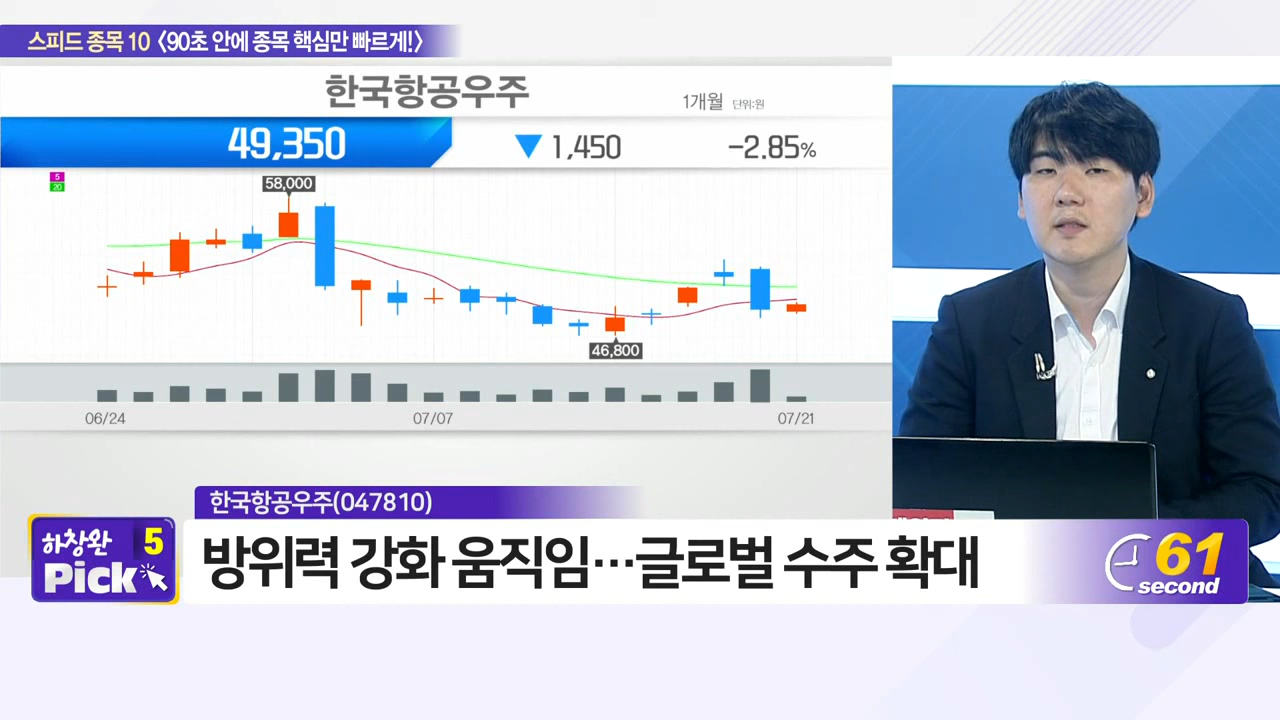 스피드 종목 10 <90초 안에 종목 핵심만 빠르게!>
한국항공우주
1개월 단위:원
49,350 ▼ 1,450 -2.85%
5
20
58,000
46,800
06/24 07/07 07/21
한국항공우주(047810)
하창완 5
Pick
방위력 강화 움직임…글로벌 수주 확대
61
second